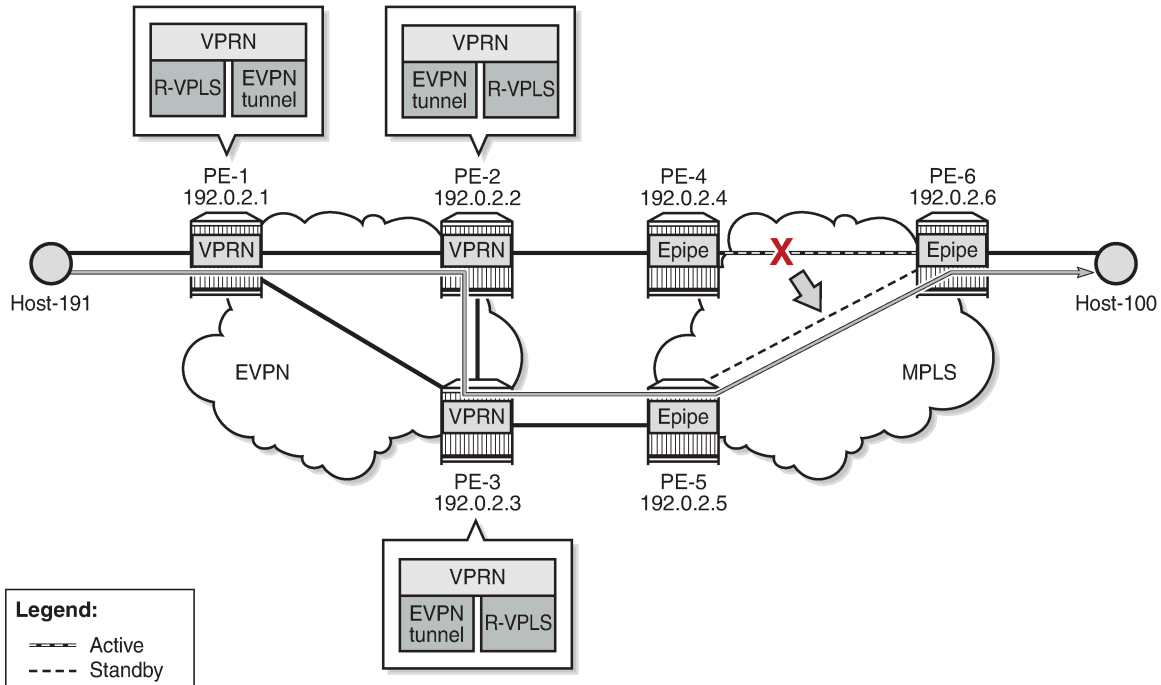 VPRN
R-VPLS
EVPN
tunnel
VPRN
EVPN
tunnel
R-VPLS
PE-1
192.0.2.1
PE-2
192.0.2.2
PE-4
192.0.2.4
PE-6
192.0.2.6
VPRN
VPRN
Epipe
X
Epipe
Host-191
Host-100
EVPN
MPLS
VPRN
Epipe
PE-3
192.0.2.3
PE-5
192.0.2.5
VPRN
EVPN
tunnel
R-VPLS
Legend:
Active
Standby